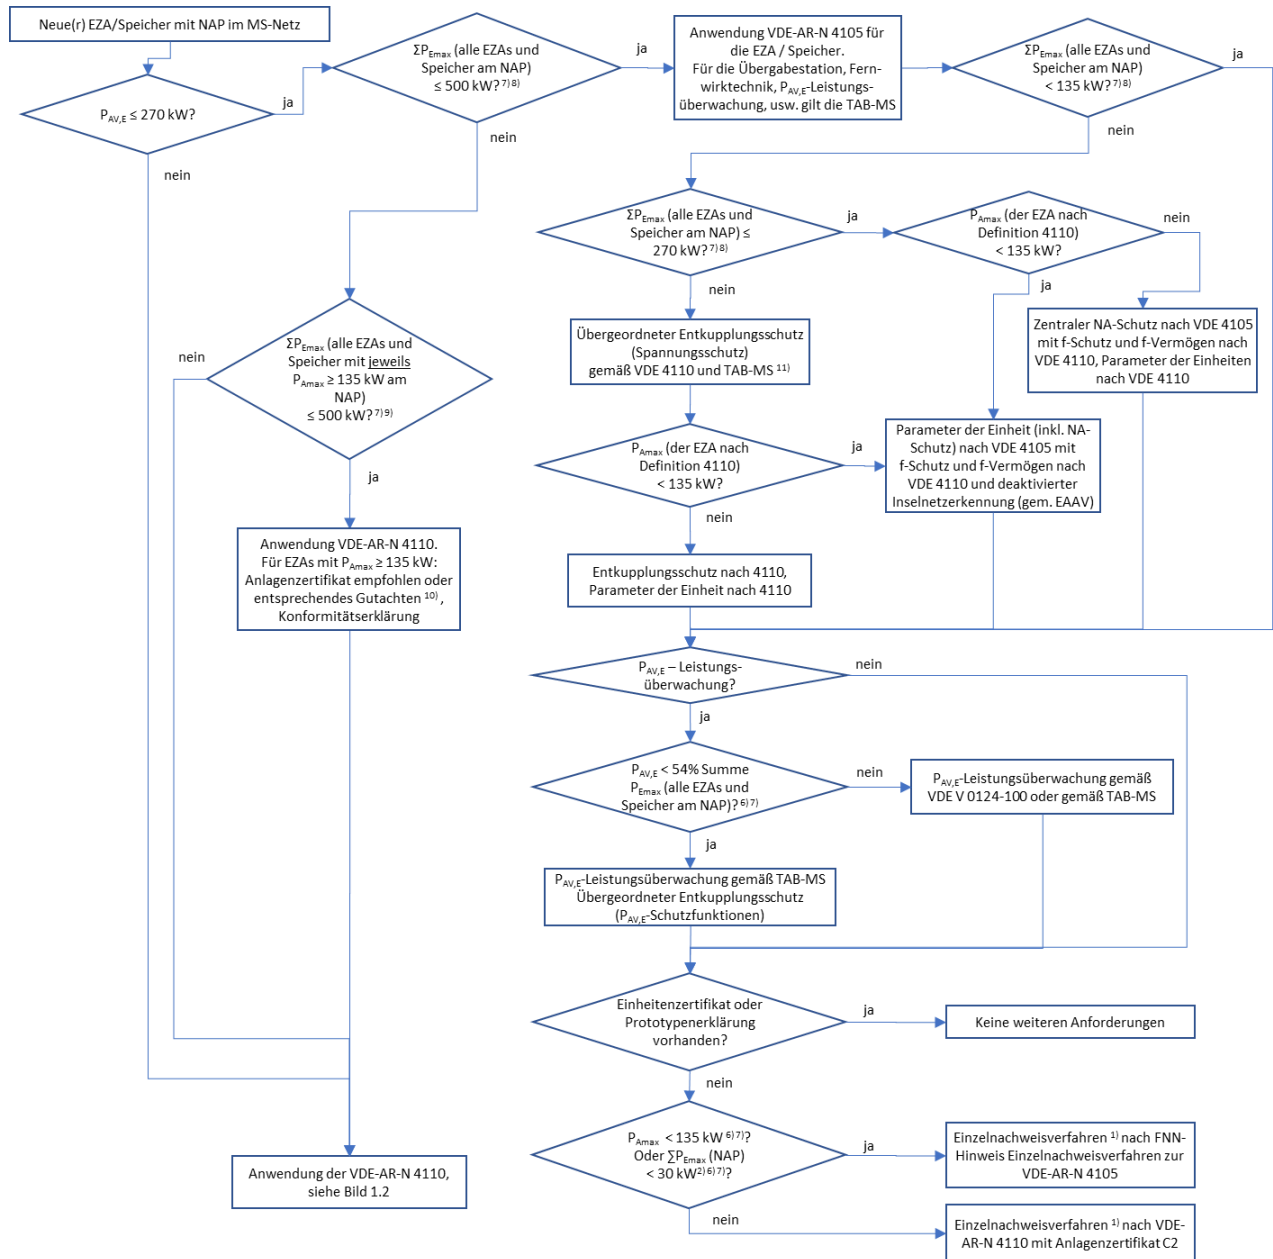 Neue(r) EZA/Speicher mit NAP im MS-Netz
P_AV,E ≤ 270 kW?
ja
nein
ΣP_Emax (alle EZAs und
Speicher am NAP)
≤ 500 kW? 7) 8)
ja
nein
Anwendung VDE-AR-N 4105 für
die EZA / Speicher.
Für die Übergabestation, Fern-
wirktechnik, P_AV,E-Leistungs-
überwachung, usw. gilt die TAB-MS
ΣP_Emax (alle EZAs und
Speicher am NAP)
< 135 kW? 7) 8)
ja
nein
ΣP_Emax (alle EZAs und
Speicher am NAP) ≤
270 kW? 7) 8)
ja
nein
P_Amax (der EZA nach
Definition 4110)
< 135 kW?
nein
ja
Zentraler NA-Schutz nach VDE 4105
mit f-Schutz und f-Vermögen nach
VDE 4110, Parameter der Einheiten
nach VDE 4110
Übergeordneter Entkupplungsschutz
(Spannungsschutz)
gemäß VDE 4110 und TAB-MS 11)
ΣP_Emax (alle EZAs und
Speicher mit jeweils
P_Amax ≥ 135 kW am
NAP)
≤ 500 kW? 7) 9)
nein
ja
P_Amax (der EZA nach
Definition 4110)
< 135 kW?
ja
nein
Parameter der Einheit (inkl. NA-
Schutz) nach VDE 4105 mit
f-Schutz und f-Vermögen nach
VDE 4110 und deaktivierter
Inselnetzerkennung (gem. EAAV)
Anwendung VDE-AR-N 4110.
Für EZAs mit P_Amax ≥ 135 kW:
Anlagenzertifikat empfohlen oder
entsprechendes Gutachten 10) ,
Konformitätserklärung
Entkupplungsschutz nach 4110,
Parameter der Einheit nach 4110
P_AV,E – Leistungs-
überwachung?
nein
ja
P_AV,E < 54% Summe
P_Emax (alle EZAs und
Speicher am NAP)? 6) 7)
nein
ja
P_AV,E-Leistungsüberwachung gemäß
VDE V 0124-100 oder gemäß TAB-MS
P_AV,E-Leistungsüberwachung gemäß TAB-MS
Übergeordneter Entkupplungsschutz
(P_AV,E-Schutzfunktionen)
Einheitenzertifikat oder
Prototypenerklärung
vorhanden?
ja
nein
Keine weiteren Anforderungen
P_Amax < 135 kW 6) 7)?
Oder ∑P_Emax (NAP)
< 30 kW 2) 6) 7)?
ja
nein
Einzelnachweisverfahren 1) nach FNN-
Hinweis Einzelnachweisverfahren zur
VDE-AR-N 4105
Anwendung der VDE-AR-N 4110,
siehe Bild 1.2
Einzelnachweisverfahren 1) nach VDE-
AR-N 4110 mit Anlagenzertifikat C2